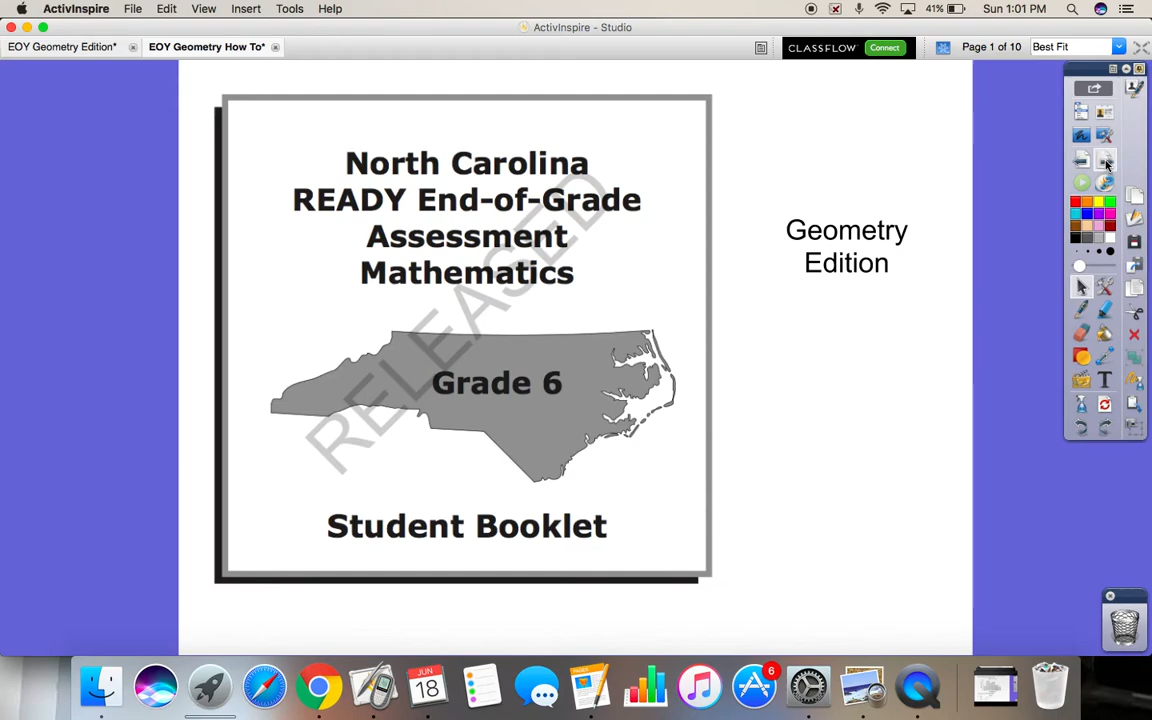 ActivInspire File Edit View Insert Tools Help 41% Sun 1:01 PM
ActivInspire - Studio
EOY Geometry Edition* EOY Geometry How To* CLASSFLOW Connect Page 1 of 10 Best Fit
North Carolina
READY End-of-Grade
Assessment
Mathematics
Geometry
Edition
RELEASED
Grade 6
Student Booklet
T
6
JUN
18